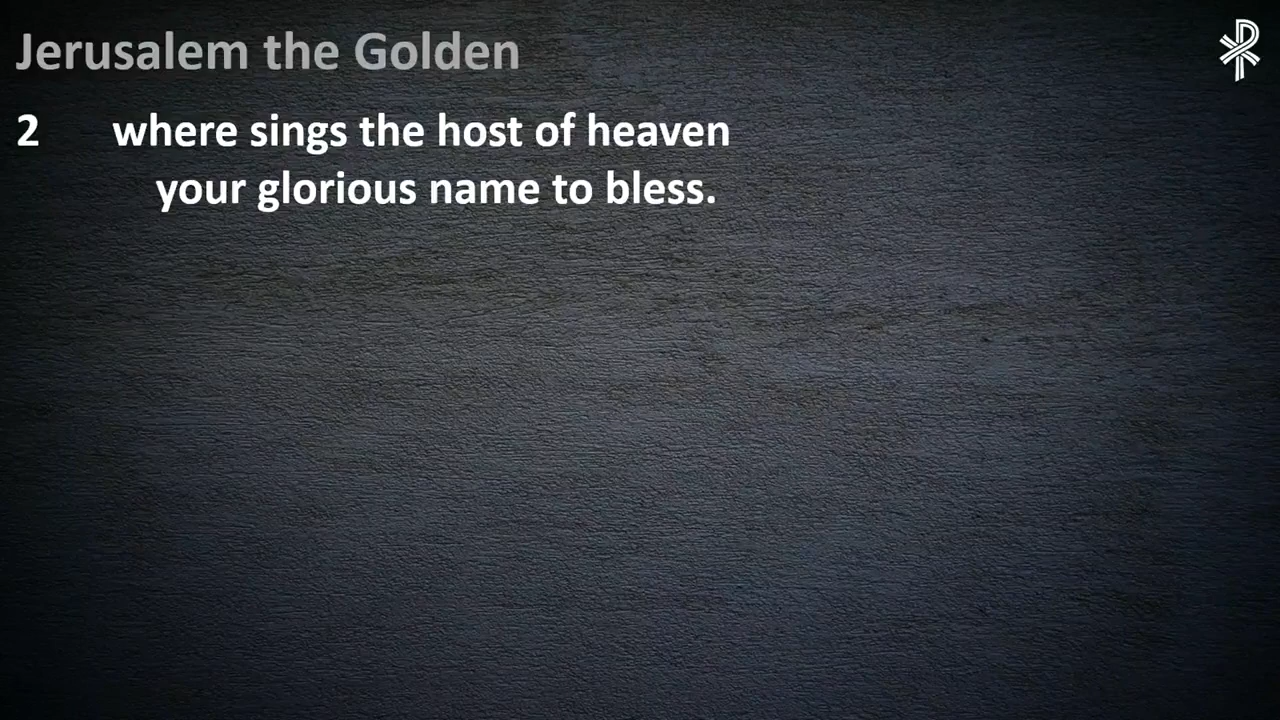 Jerusalem the Golden
2 where sings the host of heaven
your glorious name to bless.